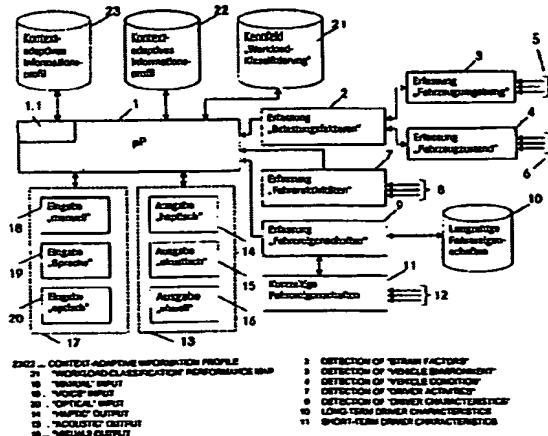 23
22
21
Kontext-
adaptives
Informations-
profil
Kontext-
adaptives
Informations-
profil
Kennfeld
„Workload-
Klassifizierung"
1
1.1
µP
2
Erfassung
„Belastungsfaktoren"
3
Erfassung
„Fahrzeugumgebung"
5
4
Erfassung
„Fahrzeugzustand"
6
7
Erfassung
„Fahreraktivitäten"
8
9
Erfassung
„Fahrereigenschaften"
10
Langzeitige
Fahrereigen-
schaften
11
Kurzzeitige
Fahrereigenschaften
12
18
Eingabe
„manuell"
19
Eingabe
„Sprache"
20
Eingabe
„optisch"
17
Ausgabe
„haptisch"
14
Ausgabe
„akustisch"
15
Ausgabe
„visuell"
16
13
23/22 ... CONTEXT-ADAPTIVE INFORMATION PROFILE
21 "WORKLOAD-CLASSIFICATION" PERFORMANCE MAP
18 "MANUAL" INPUT
19 "VOICE" INPUT
20 "OPTICAL" INPUT
14 "HAPTIC" OUTPUT
15 "ACOUSTIC" OUTPUT
16 "VISUAL" OUTPUT
2 DETECTION OF "STRAIN FACTORS"
3 DETECTION OF "VEHICLE ENVIRONMENT"
4 DETECTION OF "VEHICLE CONDITION"
7 DETECTION OF "DRIVER ACTIVITIES"
9 DETECTION OF "DRIVER CHARACTERISTICS"
10 LONG-TERM DRIVER CHARACTERISTICS
11 SHORT-TERM DRIVER CHARACTERISTICS